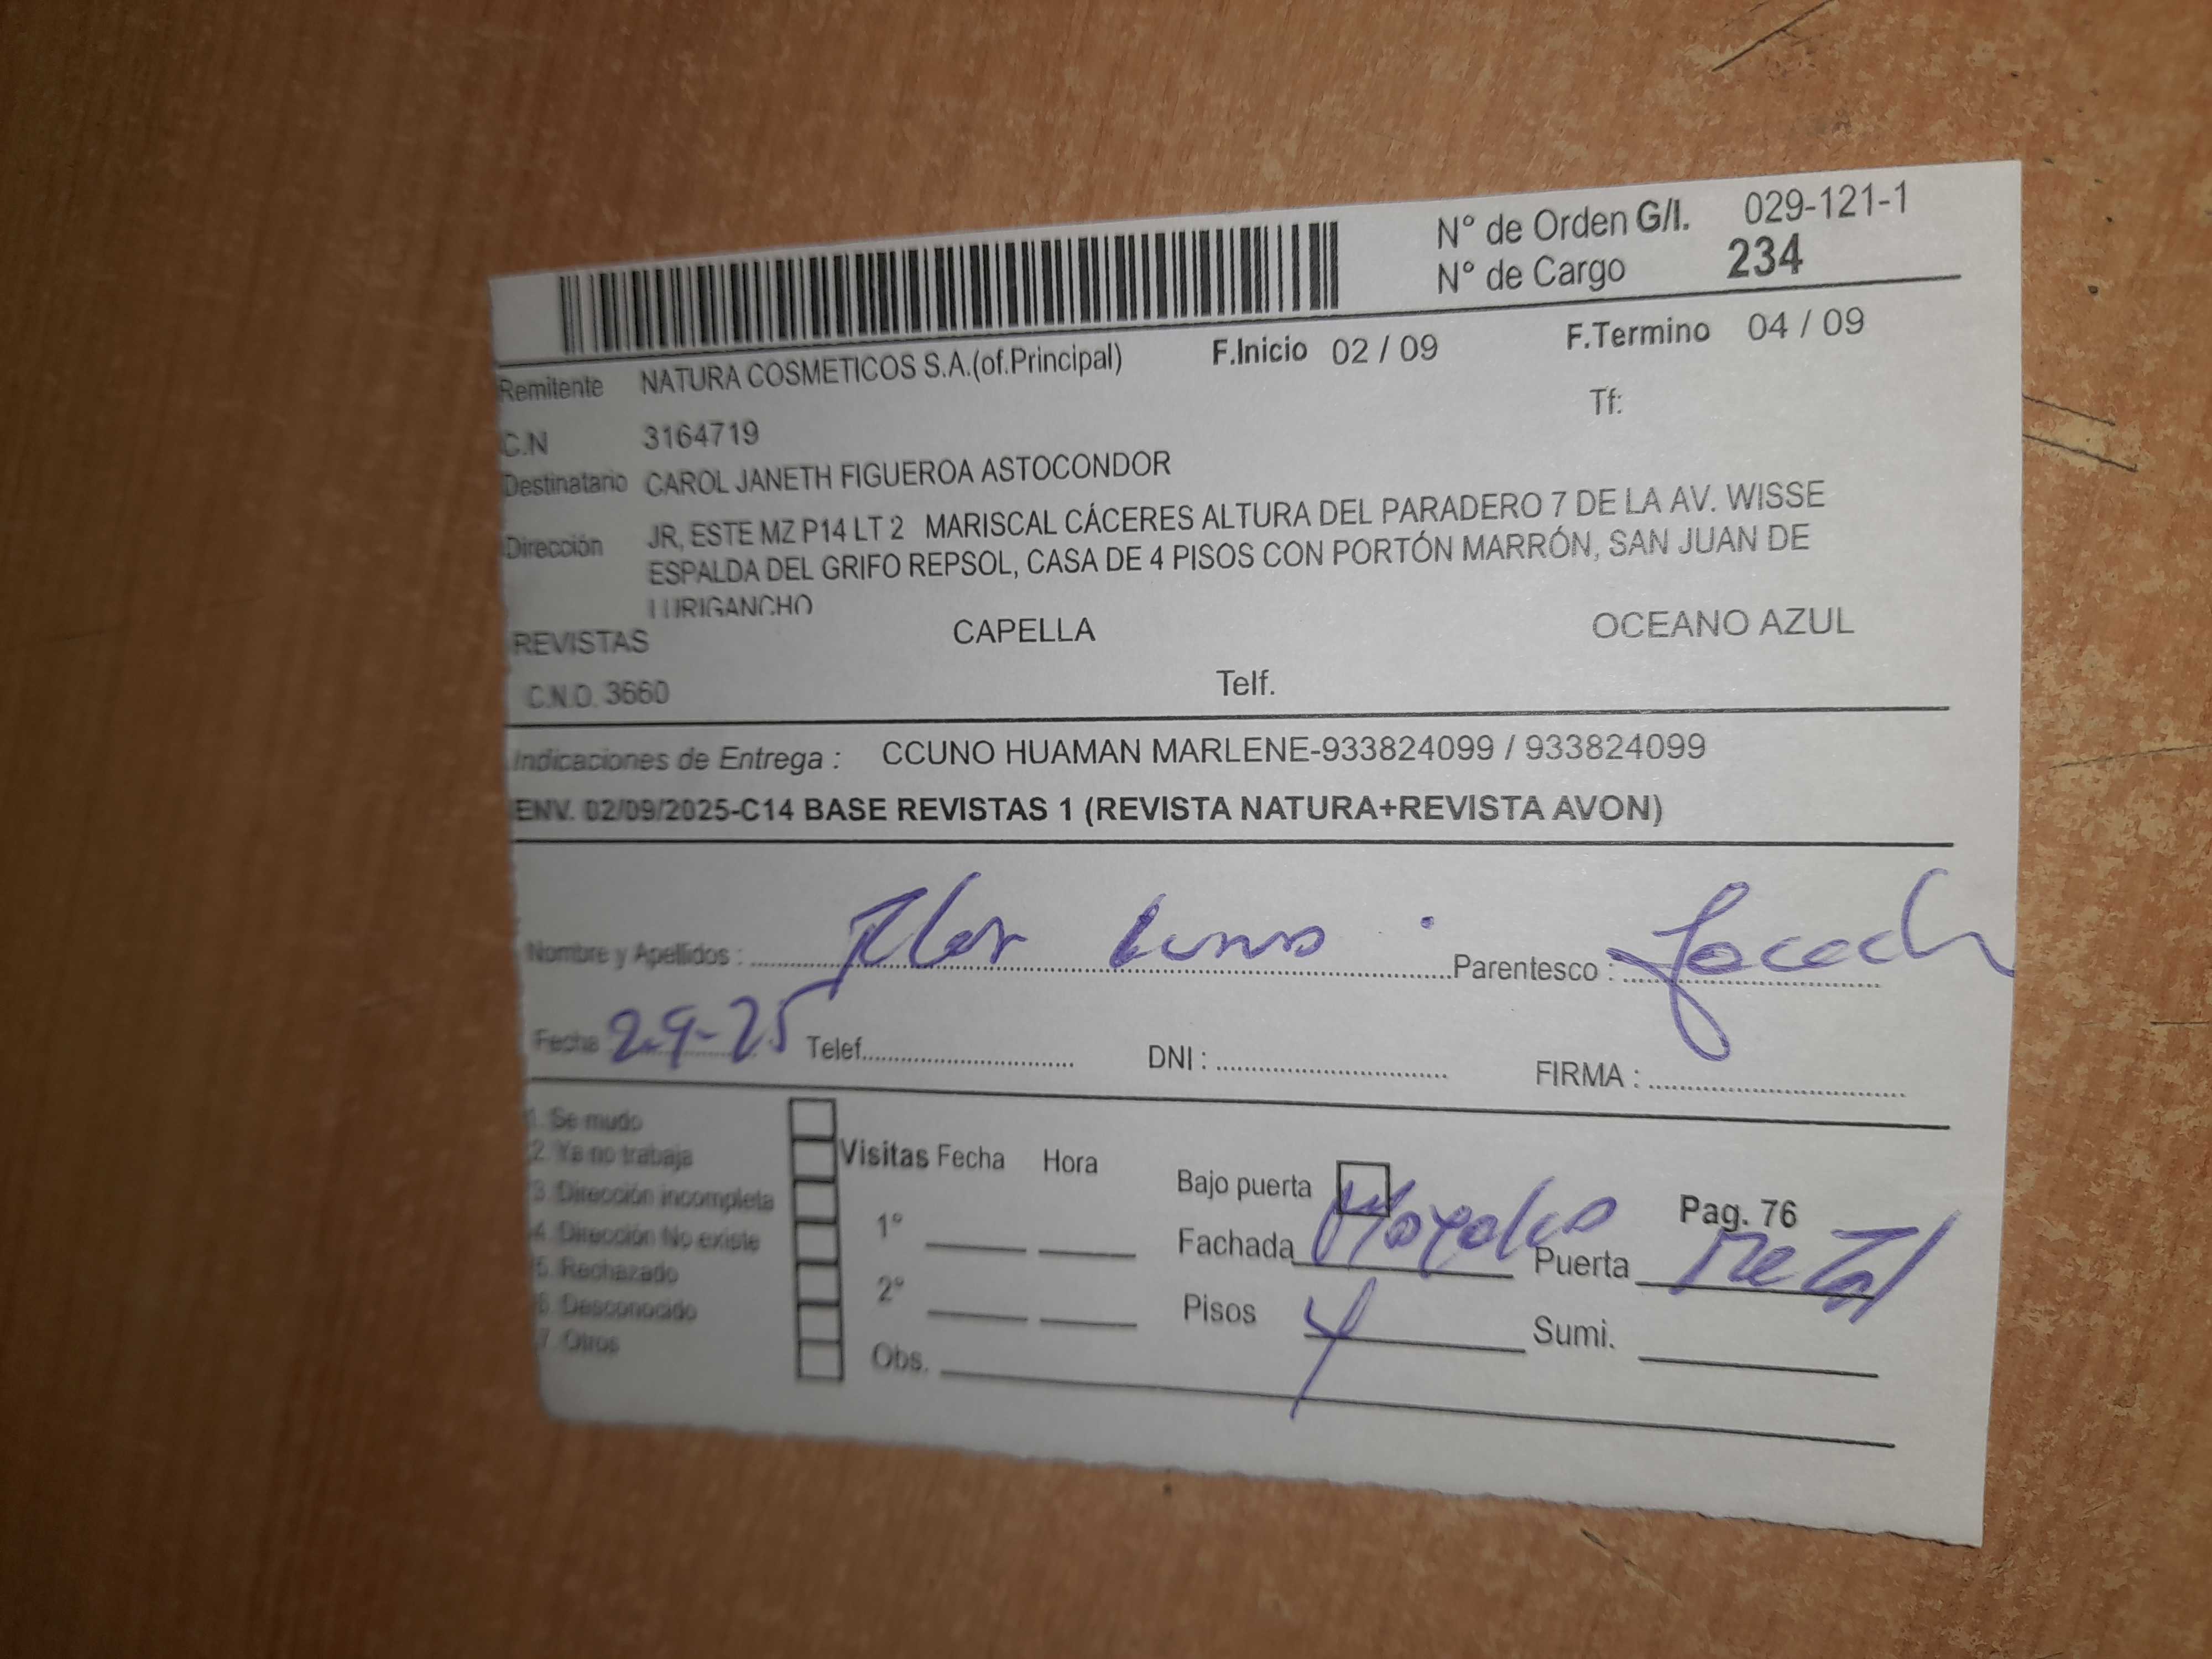 N° de Orden G/I. 029-121-1
N° de Cargo 234
Remitente NATURA COSMETICOS S.A.(of.Principal) F.Inicio 02 / 09 F.Termino 04 / 09
C.N 3164719 Tf:
Destinatario CAROL JANETH FIGUEROA ASTOCONDOR
Dirección JR, ESTE MZ P14 LT 2 MARISCAL CÁCERES ALTURA DEL PARADERO 7 DE LA AV. WISSE
ESPALDA DEL GRIFO REPSOL, CASA DE 4 PISOS CON PORTÓN MARRÓN, SAN JUAN DE
LURIGANCHO
REVISTAS CAPELLA OCEANO AZUL
C.N.O. 3660 Telf.
Indicaciones de Entrega : CCUNO HUAMAN MARLENE-933824099 / 933824099
ENV. 02/09/2025-C14 BASE REVISTAS 1 (REVISTA NATURA+REVISTA AVON)
Nombre y Apellidos : Flor Parentesco :
Fecha 2-9-25 Telef. DNI : FIRMA :
1. Se mudo
2. Ya no trabaja
3. Dirección incompleta
4. Dirección No existe
5. Rechazado
6. Desconocido
7. Otros
Visitas Fecha Hora
1°
2°
Obs.
Bajo puerta Pag. 76
Fachada Puerta Metal
Pisos 4 Sumi.